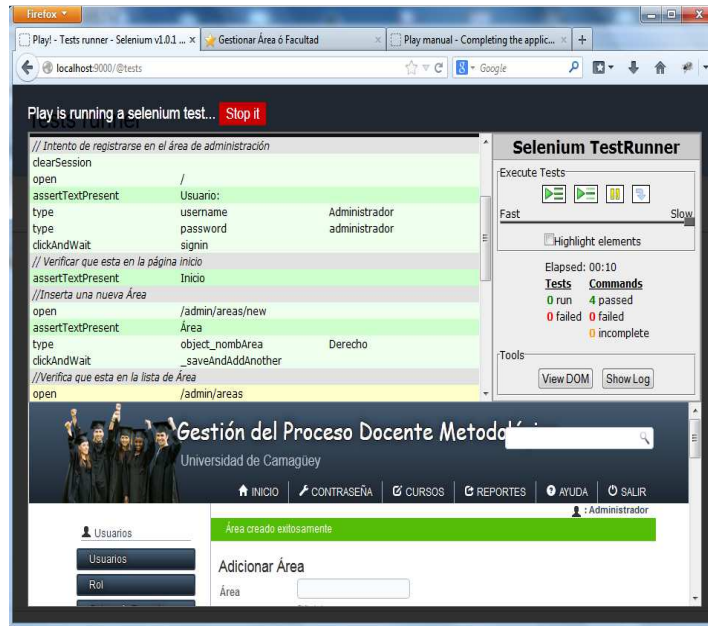 Firefox
Play! - Tests runner - Selenium v1.0.1 ... ×
Gestionar Área ó Facultad ×
Play manual - Completing the applic... ×
+
localhost:9000/@tests
Google
Play is running a selenium test... Stop it
Tests runner
// Intento de registrarse en el área de administración
clearSession
open /
assertTextPresent Usuario:
type username Administrador
type password administrador
clickAndWait signin
// Verificar que esta en la página inicio
assertTextPresent Inicio
//Inserta una nueva Área
open /admin/areas/new
assertTextPresent Área
type object_nombArea Derecho
clickAndWait _saveAndAddAnother
//Verifica que esta en la lista de Área
open /admin/areas
Selenium TestRunner
Execute Tests
Fast Slow
Highlight elements
Elapsed: 00:10
Tests Commands
0 run 4 passed
0 failed 0 failed
0 incomplete
Tools
View DOM Show Log
Gestión del Proceso Docente
Universidad de Camagüey
INICIO CONTRASEÑA CURSOS REPORTES AYUDA SALIR
: Administrador
Usuarios
Área creado exitosamente
Usuarios
Adicionar Área
Rol
Área